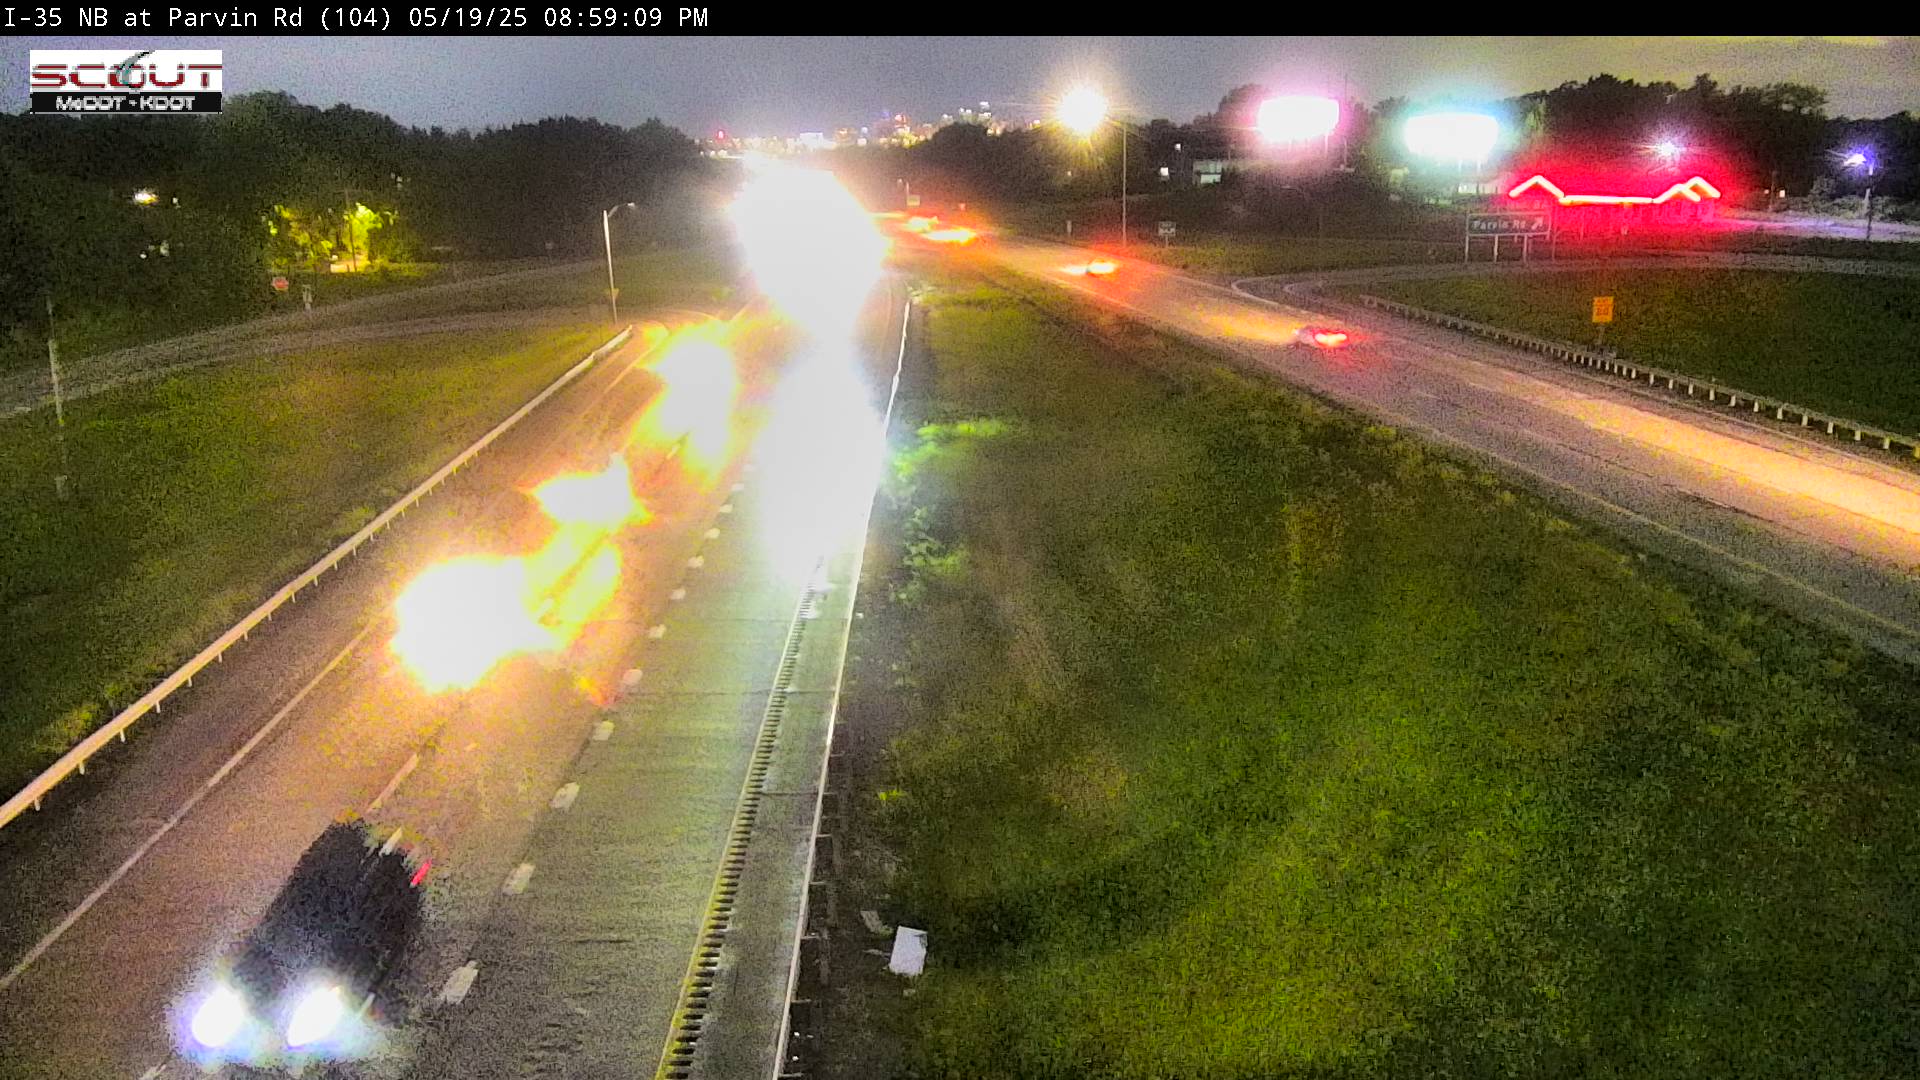 I-35 NB at Parvin Rd (104) 05/19/25 08:59:09 PM
SCOUT
MoDOT - KDOT
Parvin Rd